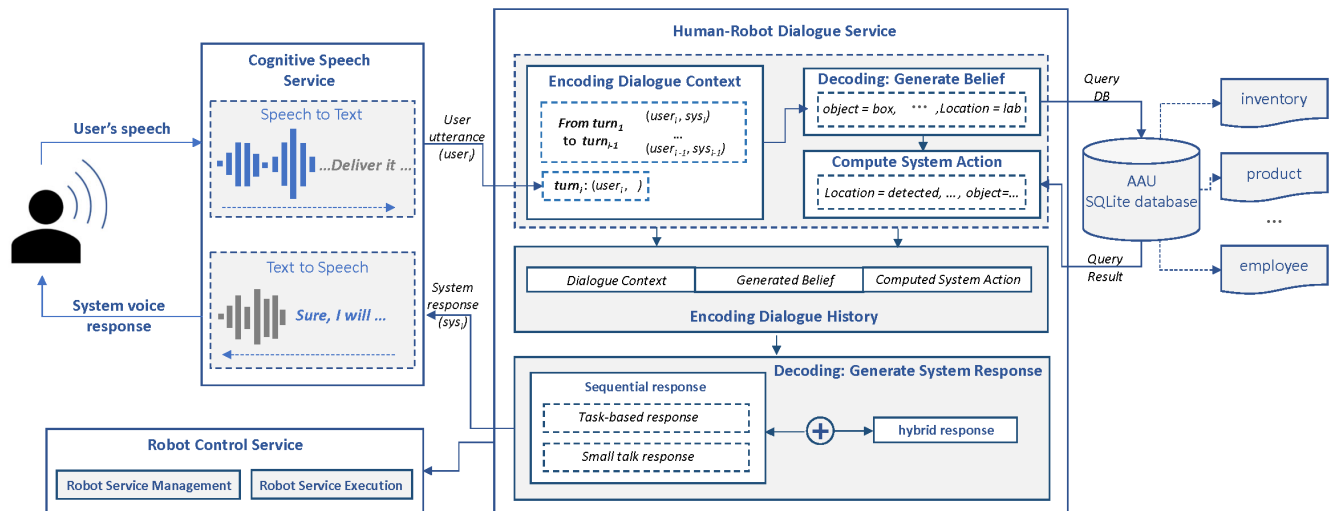 Human-Robot Dialogue Service
Cognitive Speech
Service
Speech to Text
...Deliver it ...
Text to Speech
Sure, I will ...
User's speech
System voice
response
User
utterance
(userᵢ)
System
response
(sysᵢ)
Encoding Dialogue Context
From turn₁
to turnᵢ₋₁
(userᵢ, sysᵢ)
...
(userᵢ₋₁, sysᵢ₋₁)
turnᵢ: (userᵢ, )
Decoding: Generate Belief
object = box, ... ,Location = lab
Compute System Action
Location = detected, ... , object=...
Query
DB
Query
Result
AAU
SQLite database
inventory
product
...
employee
Dialogue Context
Generated Belief
Computed System Action
Encoding Dialogue History
Decoding: Generate System Response
Sequential response
Task-based response
Small talk response
hybrid response
Robot Control Service
Robot Service Management
Robot Service Execution